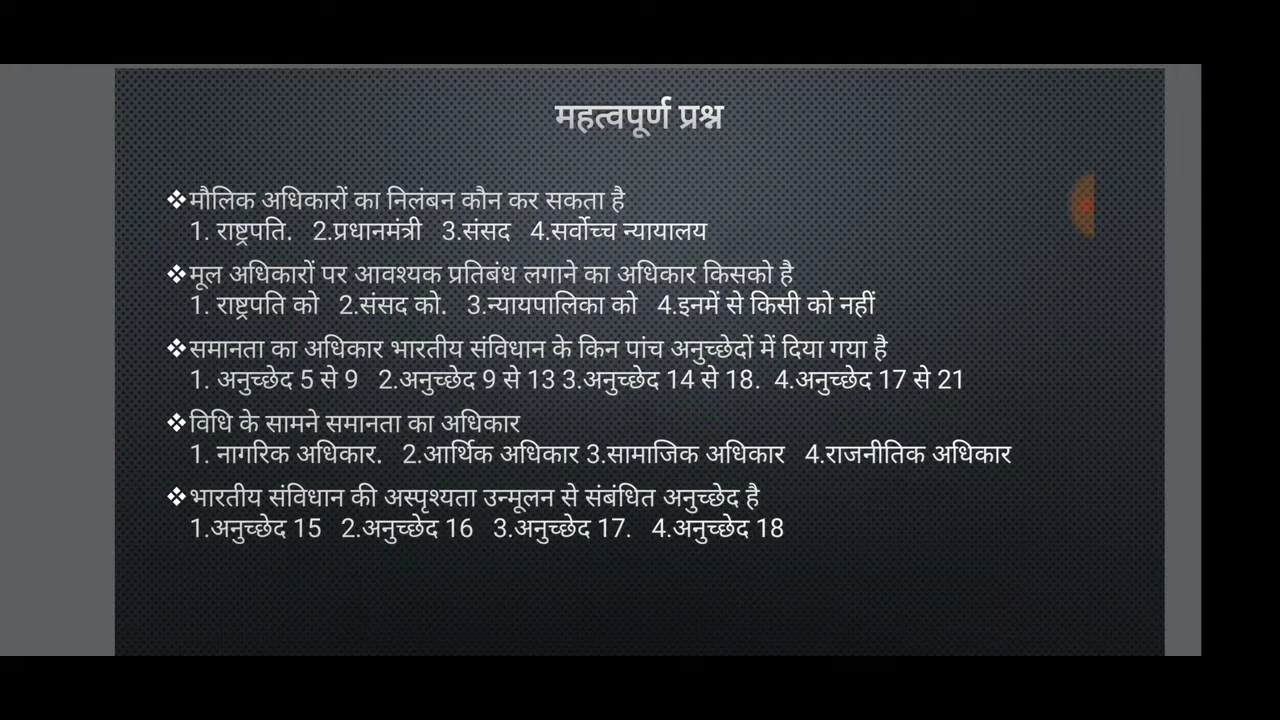 महत्वपूर्ण प्रश्न
❖मौलिक अधिकारों का निलंबन कौन कर सकता है
1. राष्ट्रपति. 2.प्रधानमंत्री 3.संसद 4.सर्वोच्च न्यायालय
❖मूल अधिकारों पर आवश्यक प्रतिबंध लगाने का अधिकार किसको है
1. राष्ट्रपति को 2.संसद को. 3.न्यायपालिका को 4.इनमें से किसी को नहीं
❖समानता का अधिकार भारतीय संविधान के किन पांच अनुच्छेदों में दिया गया है
1. अनुच्छेद 5 से 9 2.अनुच्छेद 9 से 13 3.अनुच्छेद 14 से 18. 4.अनुच्छेद 17 से 21
❖विधि के सामने समानता का अधिकार
1. नागरिक अधिकार. 2.आर्थिक अधिकार 3.सामाजिक अधिकार 4.राजनीतिक अधिकार
❖भारतीय संविधान की अस्पृश्यता उन्मूलन से संबंधित अनुच्छेद है
1.अनुच्छेद 15 2.अनुच्छेद 16 3.अनुच्छेद 17. 4.अनुच्छेद 18